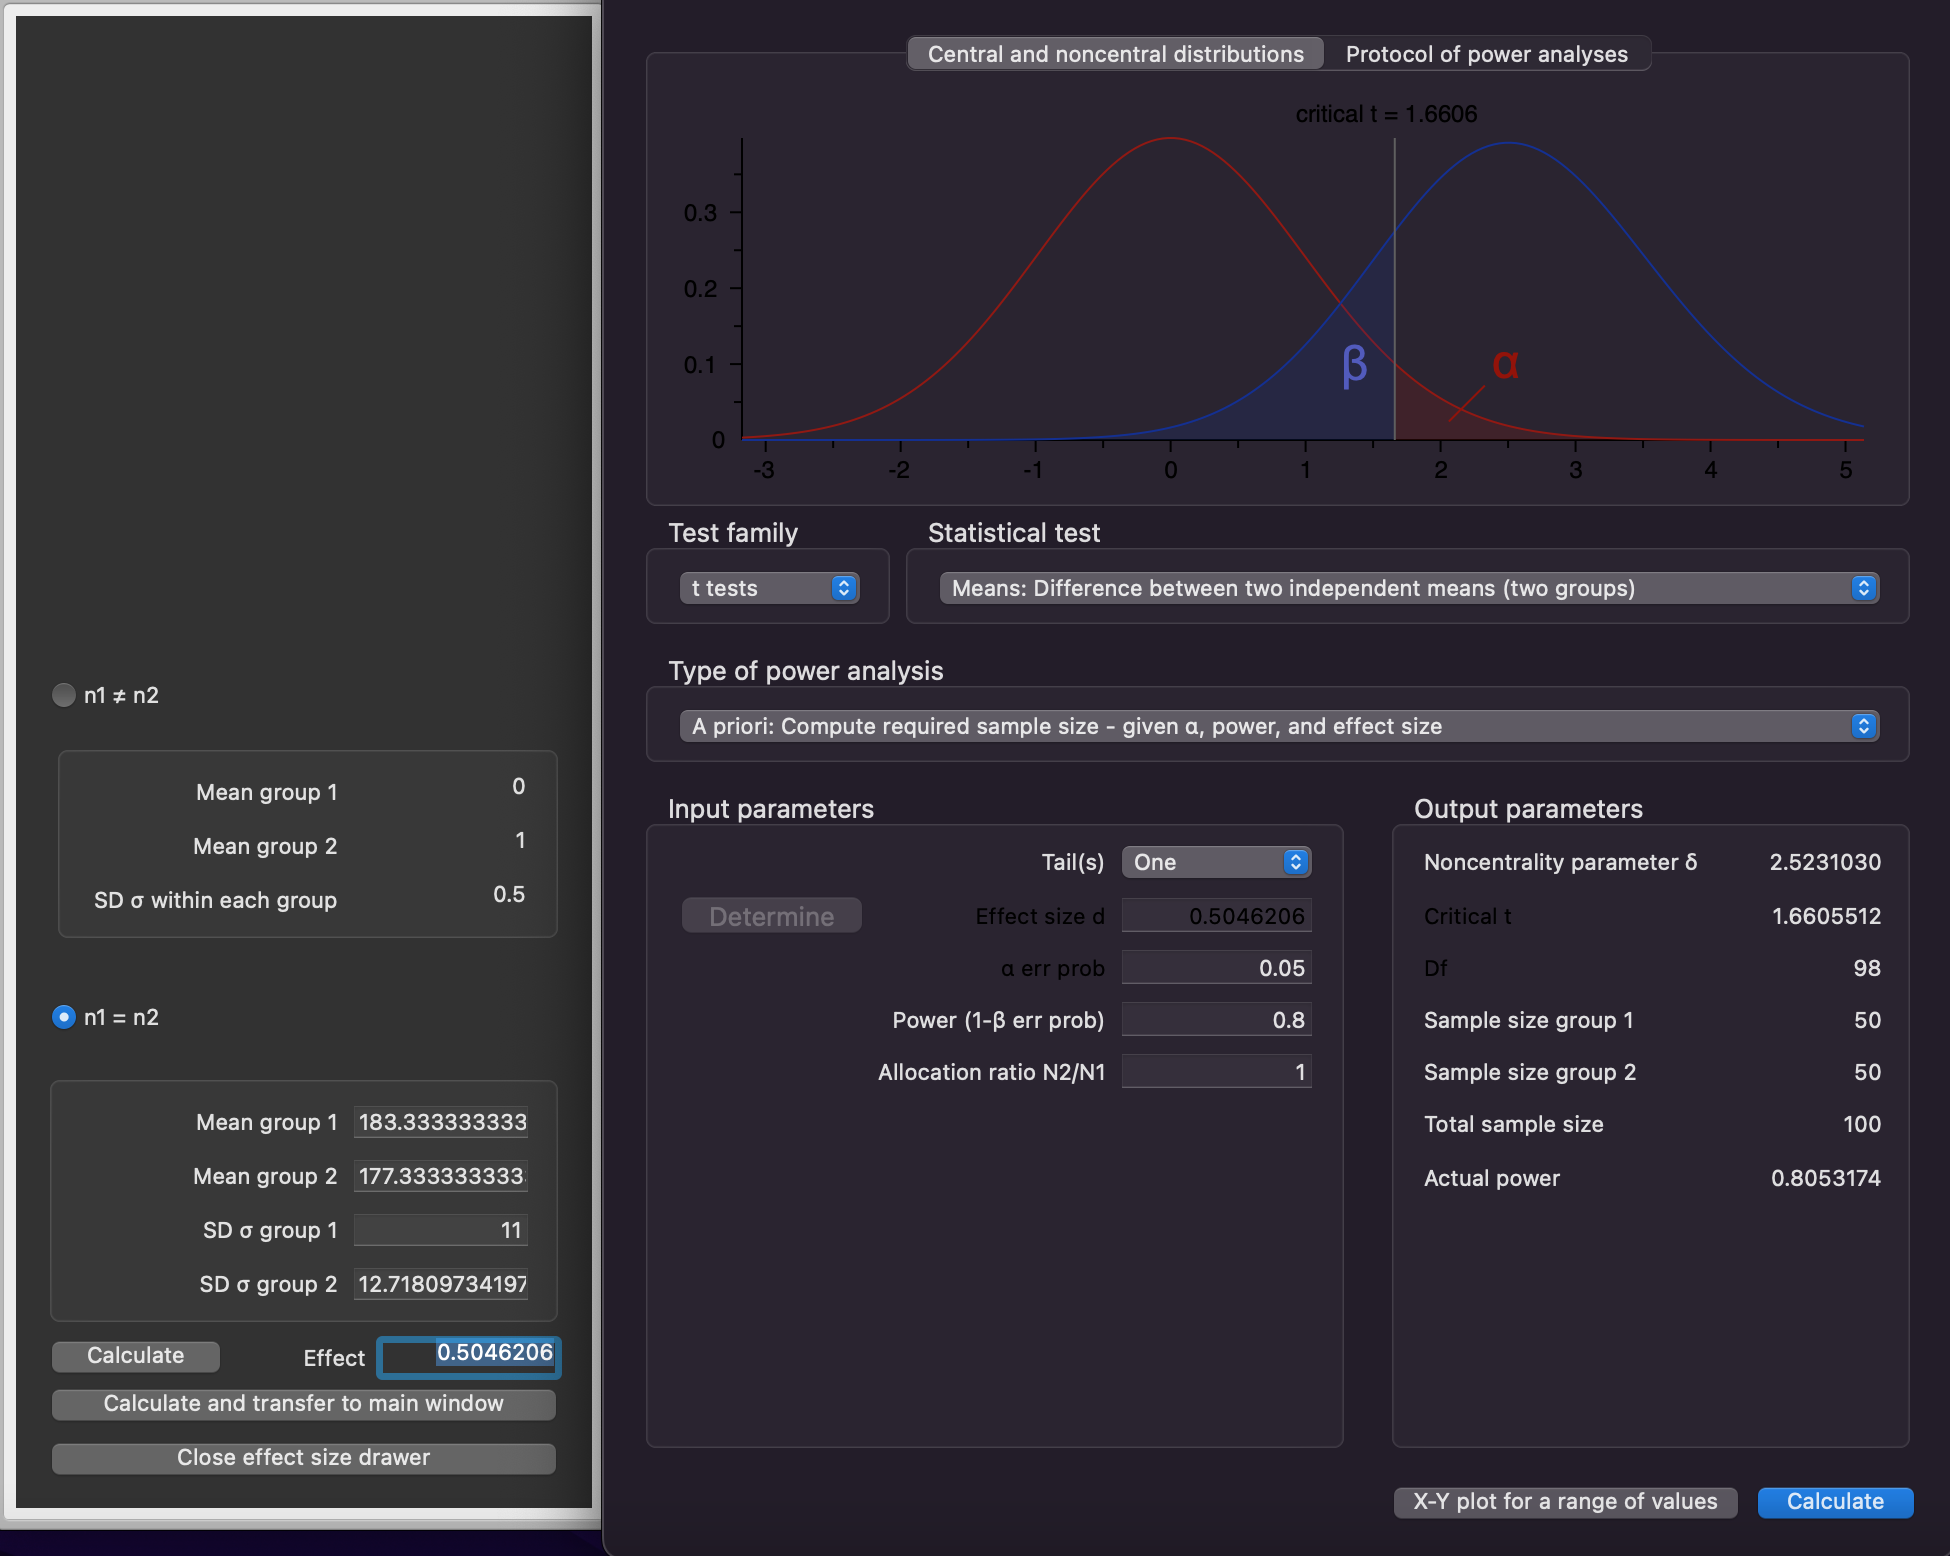 n1 ≠ n2
Mean group 1 0
Mean group 2 1
SD σ within each group 0.5
n1 = n2
Mean group 1 183.333333333
Mean group 2 177.3333333333
SD σ group 1 11
SD σ group 2 12.71809734197
Calculate Effect 0.5046206
Calculate and transfer to main window
Close effect size drawer
Central and noncentral distributions Protocol of power analyses
critical t = 1.6606
0.3
0.2
0.1
0
β
α
-3 -2 -1 0 1 2 3 4 5
Test family Statistical test
t tests Means: Difference between two independent means (two groups)
Type of power analysis
A priori: Compute required sample size - given α, power, and effect size
Input parameters
Tail(s) One
Determine Effect size d 0.5046206
α err prob 0.05
Power (1-β err prob) 0.8
Allocation ratio N2/N1 1
Output parameters
Noncentrality parameter δ 2.5231030
Critical t 1.6605512
Df 98
Sample size group 1 50
Sample size group 2 50
Total sample size 100
Actual power 0.8053174
X-Y plot for a range of values Calculate